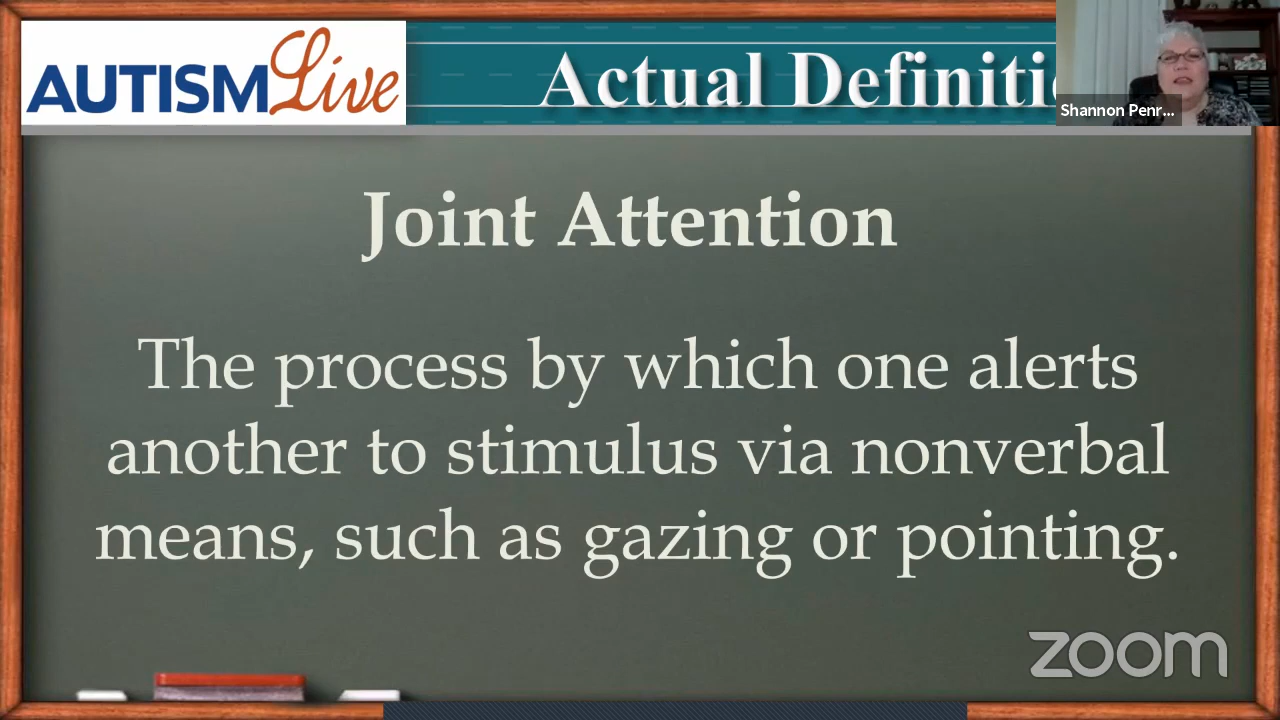 AUTISM Live
Actual Definiti
Shannon Penr...
Joint Attention
The process by which one alerts
another to stimulus via nonverbal
means, such as gazing or pointing.
zoom